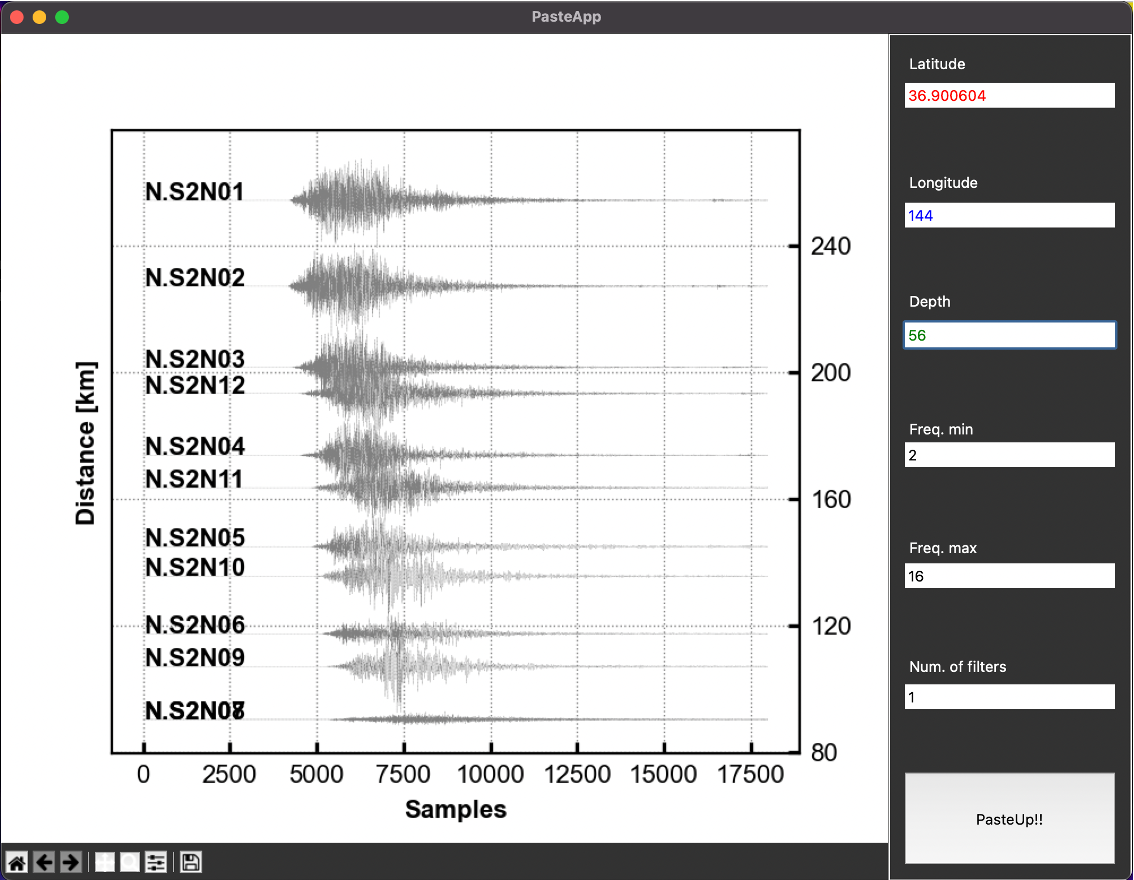 PasteApp
Latitude
36.900604
Longitude
144
Depth
56
Freq. min
2
Freq. max
16
Num. of filters
1
PasteUp!!
N.S2N01
240
N.S2N02
N.S2N03
200
N.S2N12
N.S2N04
N.S2N11
160
N.S2N05
N.S2N10
N.S2N06
120
N.S2N09
80
Distance [km]
0 2500 5000 7500 10000 12500 15000 17500
Samples